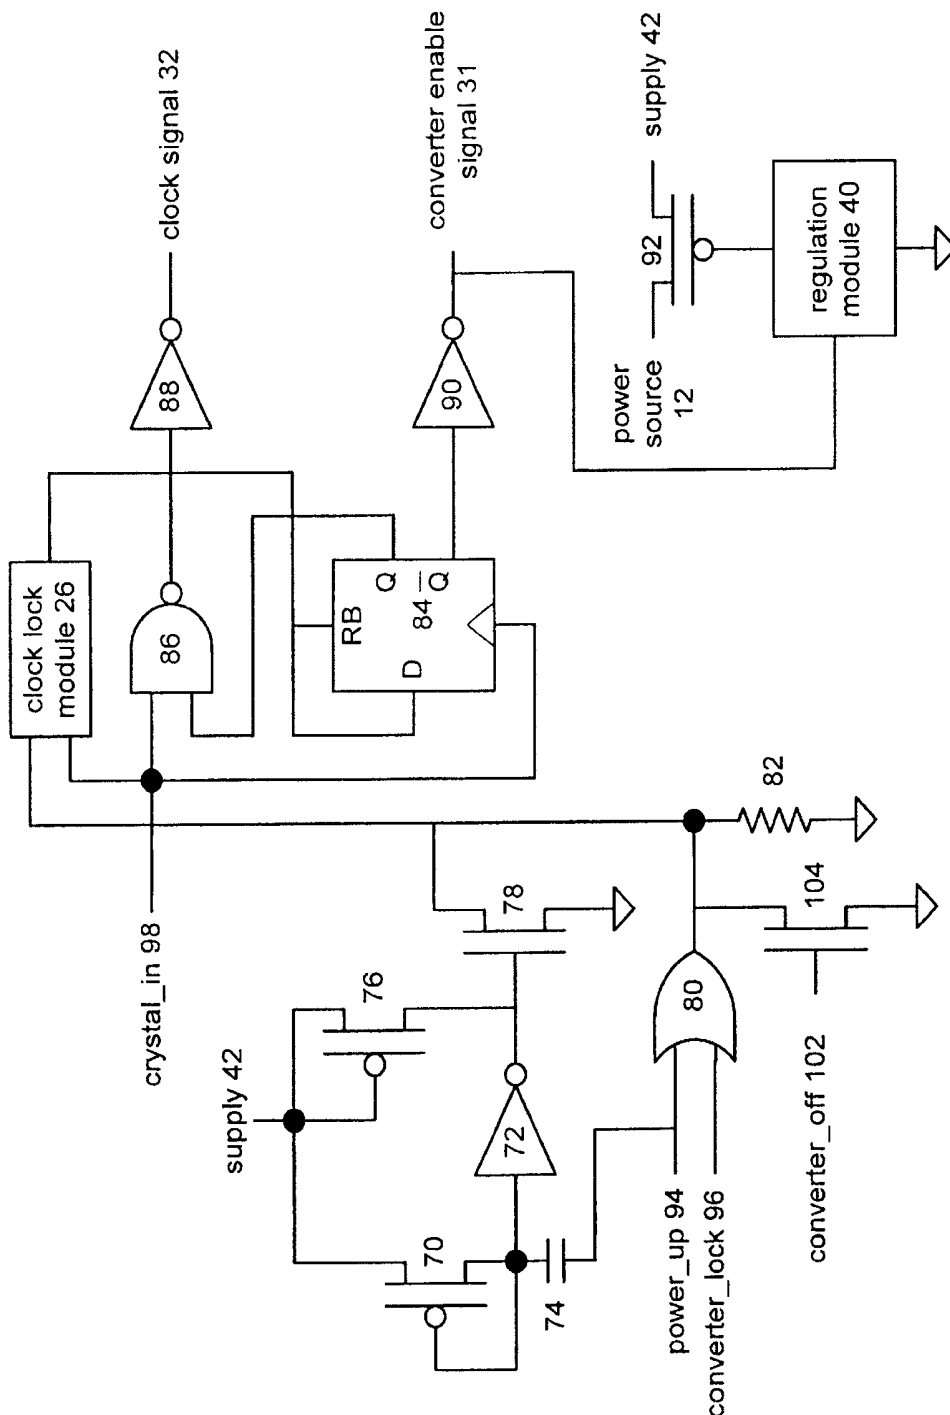 clock lock
module 26
86
88
clock signal 32
RB
Q
84
Q
D
90
converter enable
signal 31
crystal_in 98
supply 42
76
78
70
72
74
power_up 94
converter_lock 96
80
82
104
converter_off 102
power
source
12
92
supply 42
regulation
module 40